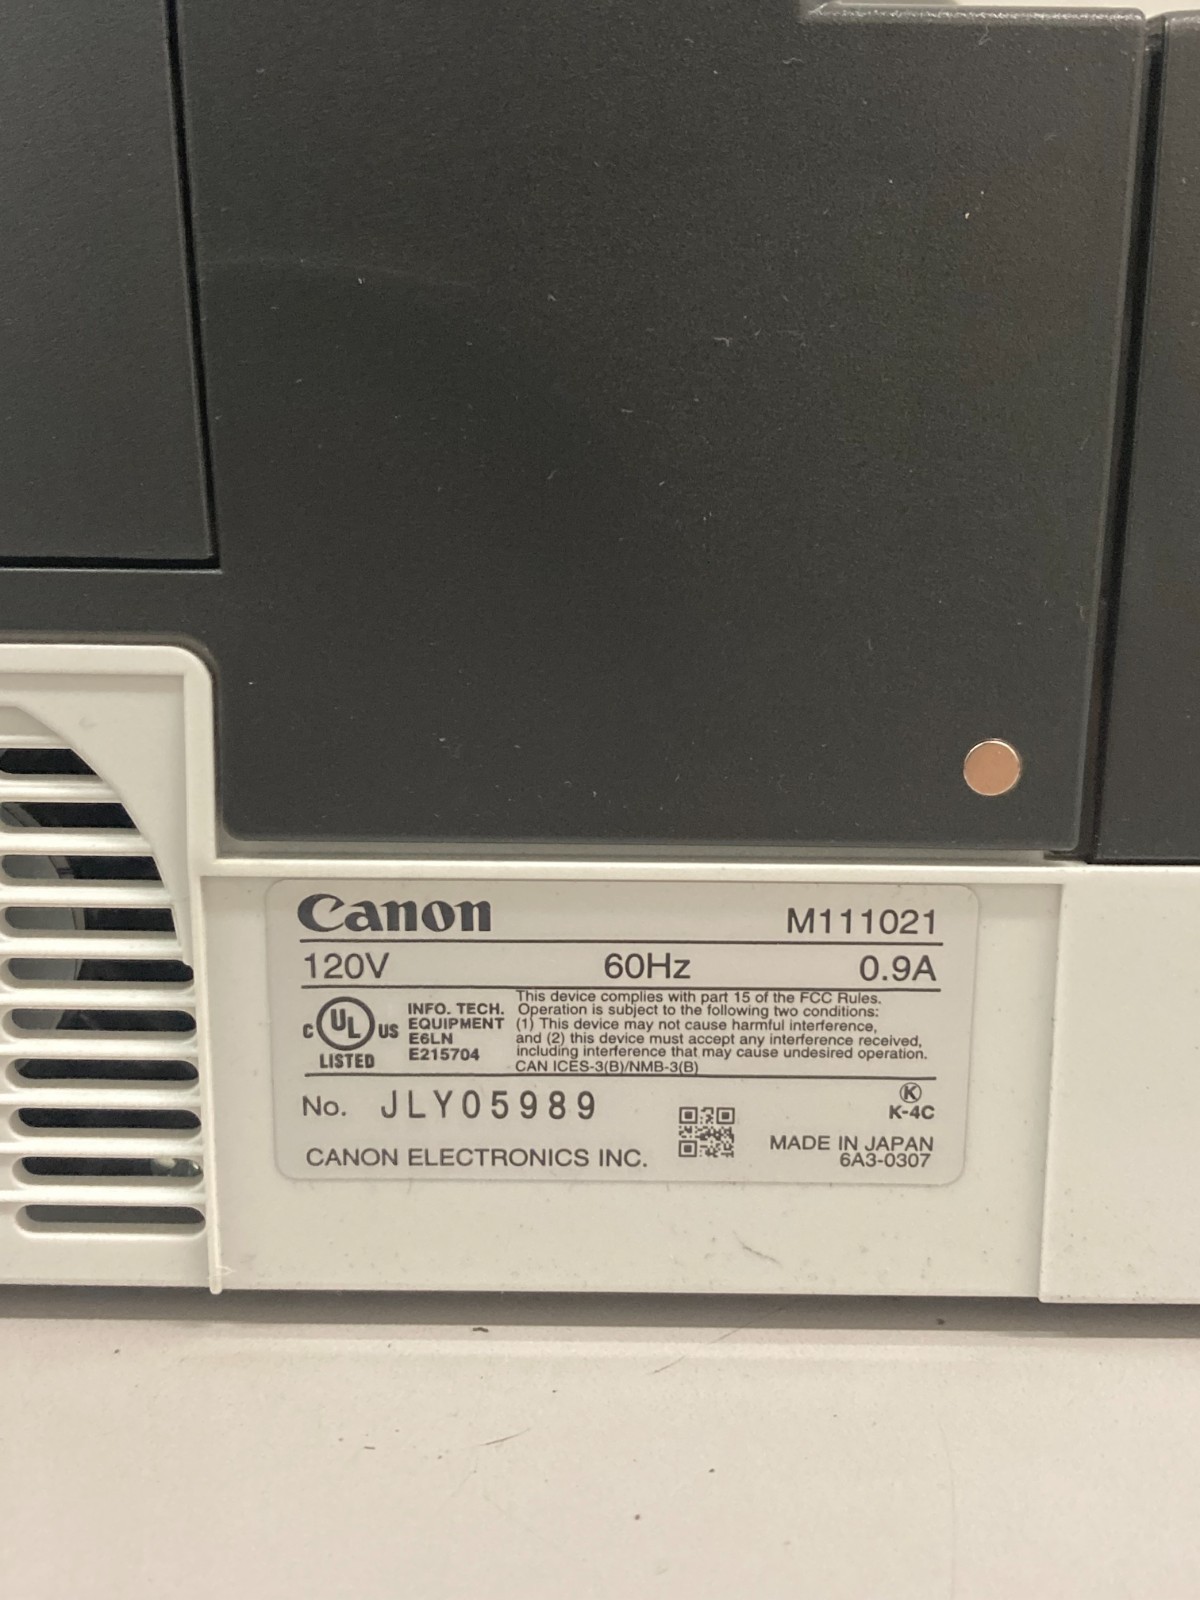 Canon M111021
120V 60Hz 0.9A
C UL US LISTED
INFO. TECH.
EQUIPMENT
E6LN
E215704
This device complies with part 15 of the FCC Rules.
Operation is subject to the following two conditions:
(1) This device may not cause harmful interference,
and (2) this device must accept any interference received,
including interference that may cause undesired operation.
CAN ICES-3(B)/NMB-3(B)
No. JLY05989
K
K-4C
CANON ELECTRONICS INC.
MADE IN JAPAN
6A3-0307